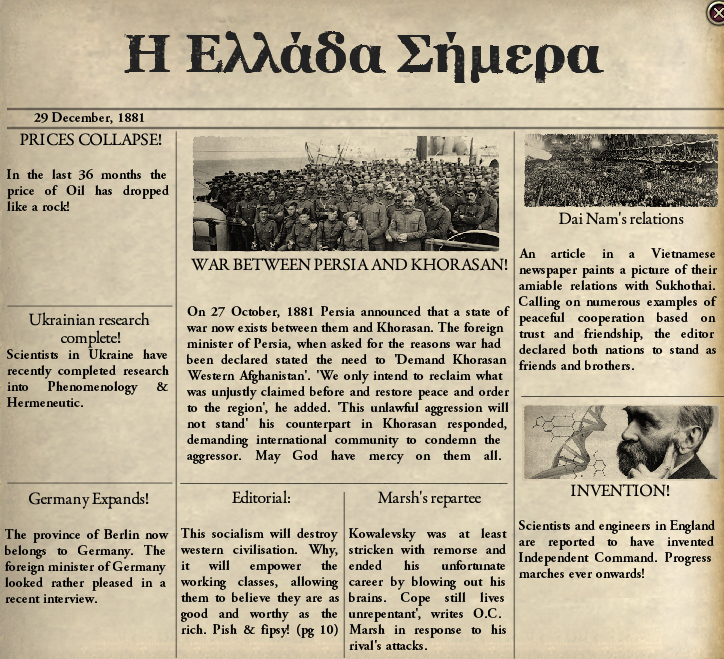 Η Ελλάδα Σήμερα
29 December, 1881
PRICES COLLAPSE!
In the last 36 months the
price of Oil has dropped
like a rock!
Ukrainian research
complete!
Scientists in Ukraine have
recently completed research
into Phenomenology &
Hermeneutic.
Germany Expands!
The province of Berlin now
belongs to Germany. The
foreign minister of Germany
looked rather pleased in a
recent interview.
WAR BETWEEN PERSIA AND KHORASAN!
On 27 October, 1881 Persia announced that a state of
war now exists between them and Khorasan. The foreign
minister of Persia, when asked for the reasons war had
been declared stated the need to 'Demand Khorasan
Western Afghanistan'. 'We only intend to reclaim what
was unjustly claimed before and restore peace and order
to the region', he added. 'This unlawful aggression will
not stand' his counterpart in Khorasan responded,
demanding international community to condemn the
aggressor. May God have mercy on them all.
Editorial:
This socialism will destroy
western civilisation. Why,
it will empower the
working classes, allowing
them to believe they are as
good and worthy as the
rich. Pish & fipsy! (pg 10)
Marsh's repartee
Kowalevsky was at least
stricken with remorse and
ended his unfortunate
career by blowing out his
brains. Cope still lives
unrepentant', writes O.C.
Marsh in response to his
rival's attacks.
Dai Nam's relations
An article in a Vietnamese
newspaper paints a picture of their
amiable relations with Sukhothai.
Calling on numerous examples of
peaceful cooperation based on
trust and friendship, the editor
declared both nations to stand as
friends and brothers.
INVENTION!
Scientists and engineers in England
are reported to have invented
Independent Command. Progress
marches ever onwards!